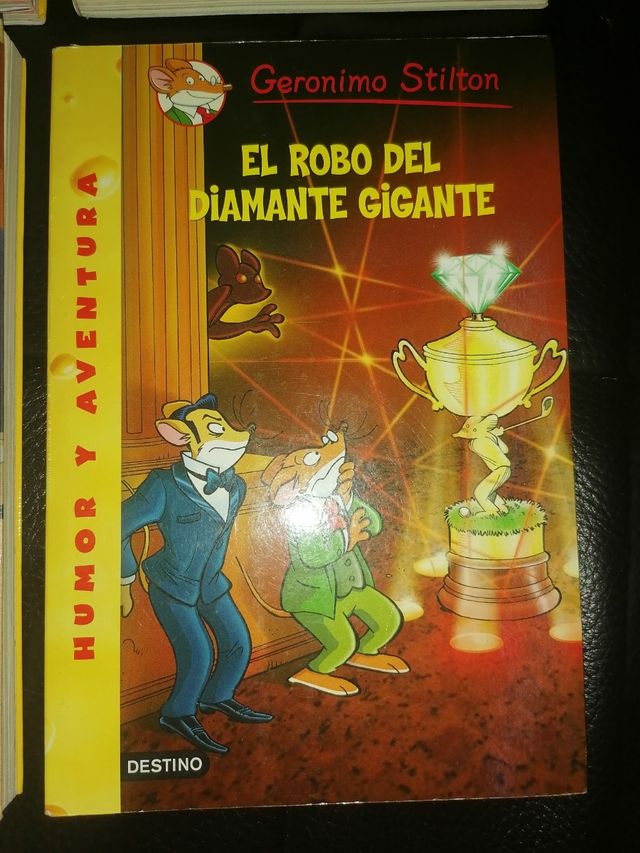 Geronimo Stilton
EL ROBO DEL
DIAMANTE GIGANTE
HUMOR Y AVENTURA
DESTINO